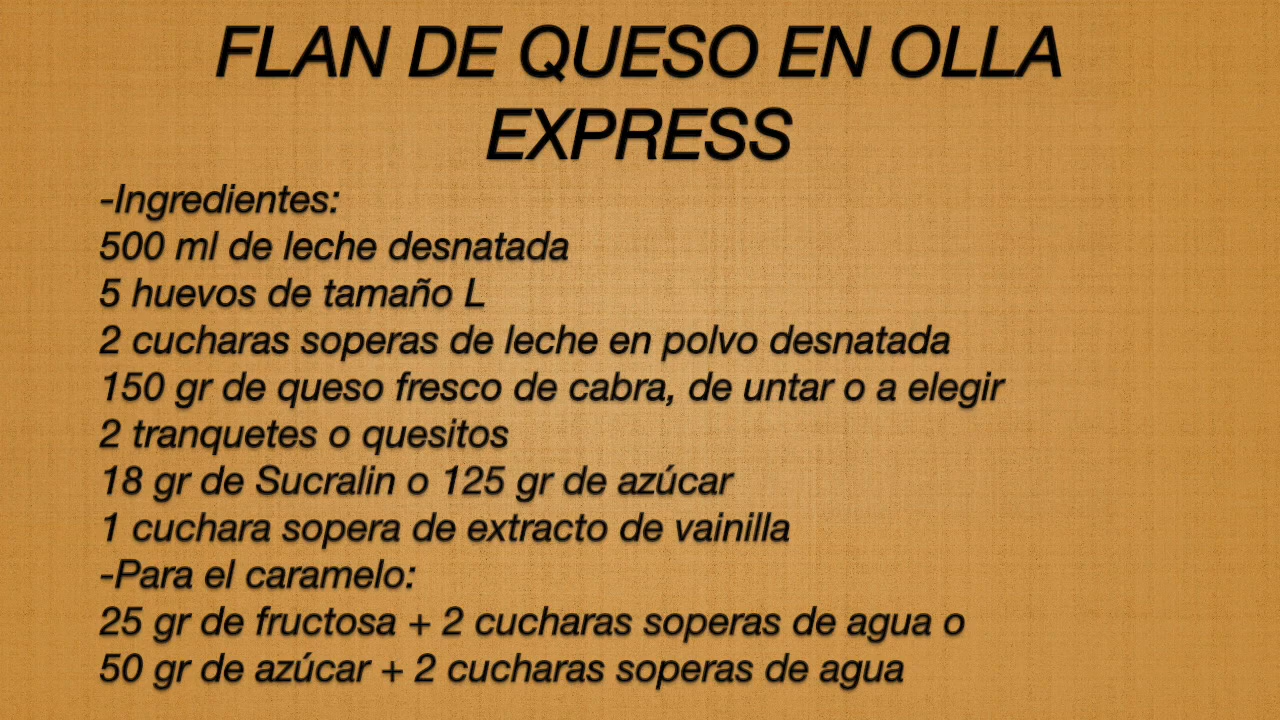 FLAN DE QUESO EN OLLA
EXPRESS
-Ingredientes:
500 ml de leche desnatada
5 huevos de tamaño L
2 cucharas soperas de leche en polvo desnatada
150 gr de queso fresco de cabra, de untar o a elegir
2 tranquetes o quesitos
18 gr de Sucralin o 125 gr de azúcar
1 cuchara sopera de extracto de vainilla
-Para el caramelo:
25 gr de fructosa + 2 cucharas soperas de agua o
50 gr de azúcar + 2 cucharas soperas de agua